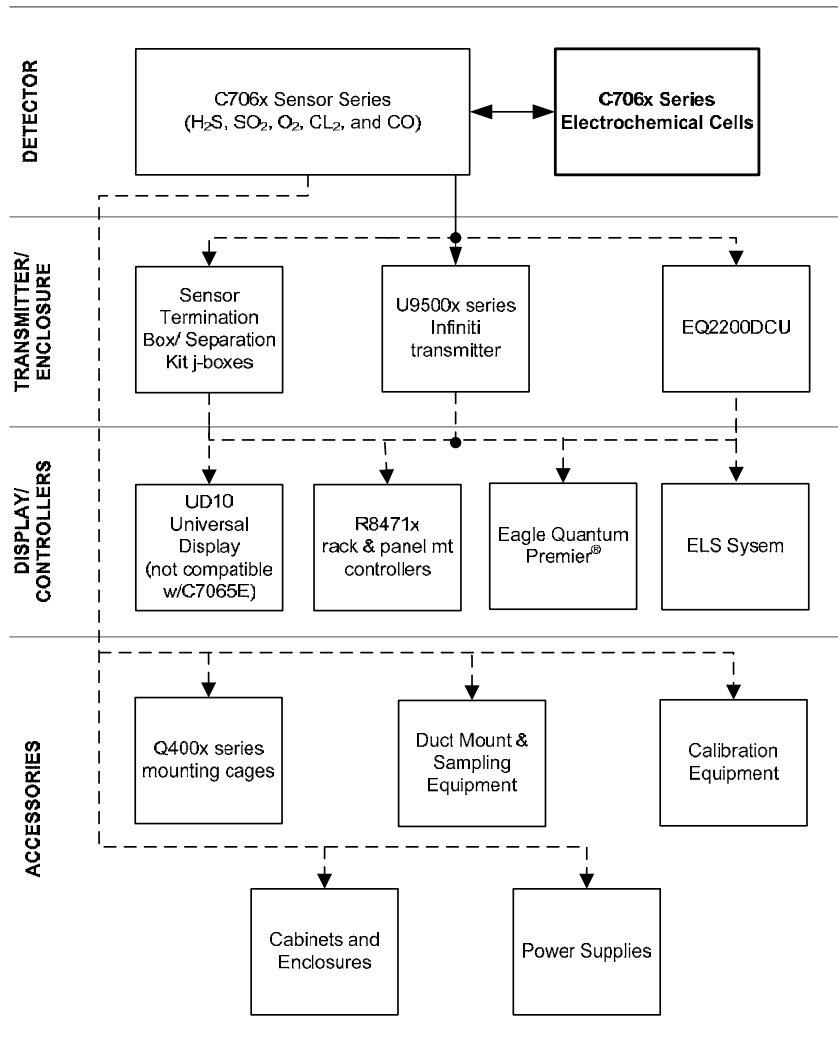 DETECTOR
C706x Sensor Series
(H₂S, SO₂, O₂, CL₂, and CO)
C706x Series
Electrochemical Cells
TRANSMITTER/
ENCLOSURE
Sensor
Termination
Box/ Separation
Kit j-boxes
U9500x series
Infiniti
transmitter
EQ2200DCU
DISPLAY/
CONTROLLERS
UD10
Universal
Display
(not compatible
w/C7065E)
R8471x
rack & panel mt
controllers
Eagle Quantum
Premier®
ELS Sysem
ACCESSORIES
Q400x series
mounting cages
Duct Mount &
Sampling
Equipment
Calibration
Equipment
Cabinets and
Enclosures
Power Supplies